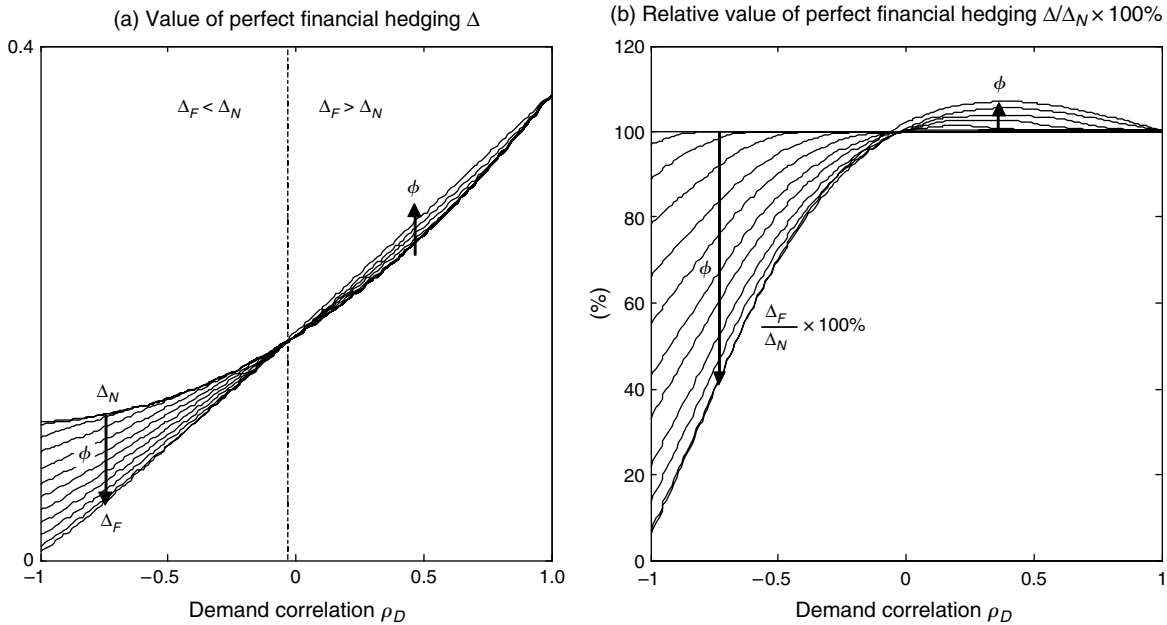 (a) Value of perfect financial hedging Δ
0.4
Δ_F < Δ_N
Δ_F > Δ_N
ϕ
Δ_N
ϕ
Δ_F
0
−1 −0.5 0 0.5 1.0
Demand correlation ρ_D
(b) Relative value of perfect financial hedging Δ/Δ_N × 100%
120
100
80
60
40
20
0
(%)
ϕ
ϕ
Δ_F/Δ_N × 100%
−1 −0.5 0 0.5 1
Demand correlation ρ_D